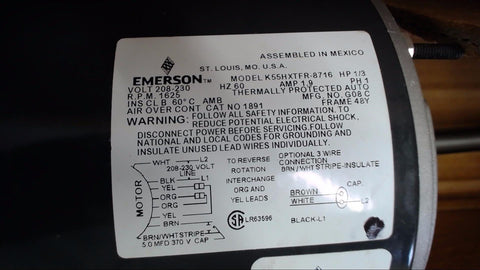 ASSEMBLED IN MEXICO
ST. LOUIS, MO. U.S.A.
EMERSON™
MODEL K55HXTFR-8716 HP 1/3
VOLT 208-230 HZ 60 AMP 1.9 PH 1
R.P.M. 1625 THERMALLY PROTECTED AUTO
INS CL.B 60°C AMB MFG. NO. G08 C
AIR OVER CONT CAT NO 1891 FRAME 48Y
WARNING: FOLLOW ALL SAFETY INFORMATION. TO
REDUCE POTENTIAL ELECTRICAL SHOCK,
DISCONNECT POWER BEFORE SERVICING.FOLLOW
NATIONAL AND LOCAL CODES FOR GROUNDING AND
INSULATE UNUSED LEAD WIRES INDIVIDUALLY.
MOTOR
WHT L2
208-230 VOLT
LINE
BLK L1
YEL
ORG
ORG
YEL
BRN
BRN/WHT STRIPE
5.0 MFD 370 V CAP
TO REVERSE
ROTATION
INTERCHANGE
ORG AND
YEL LEADS
SA LR63596
OPTIONAL 3 WIRE
CONNECTION
BRN/WHT STRIPE-INSULATE
BROWN CAP.
WHITE L2
BLACK-L1